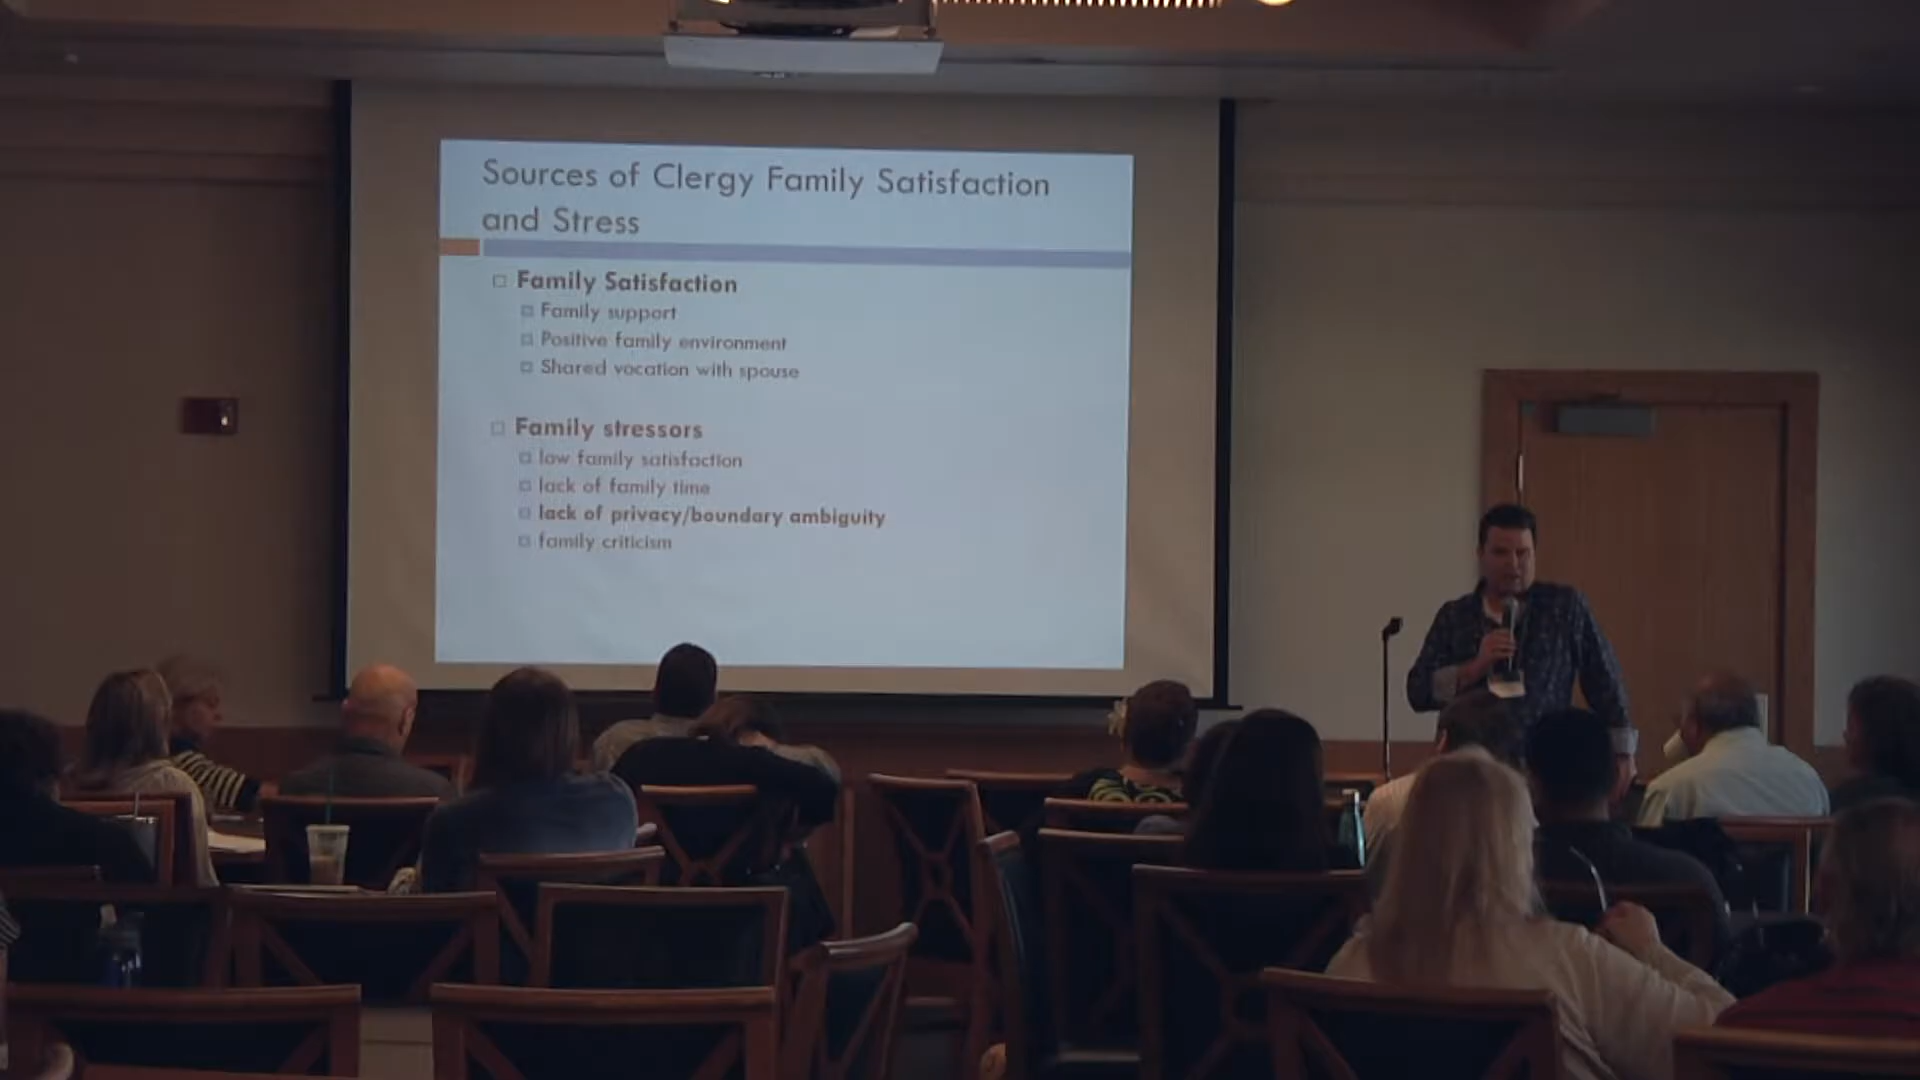 Sources of Clergy Family Satisfaction
and Stress
Family Satisfaction
Family support
Positive family environment
Shared vocation with spouse
Family stressors
low family satisfaction
lack of family time
lack of privacy/boundary ambiguity
family criticism